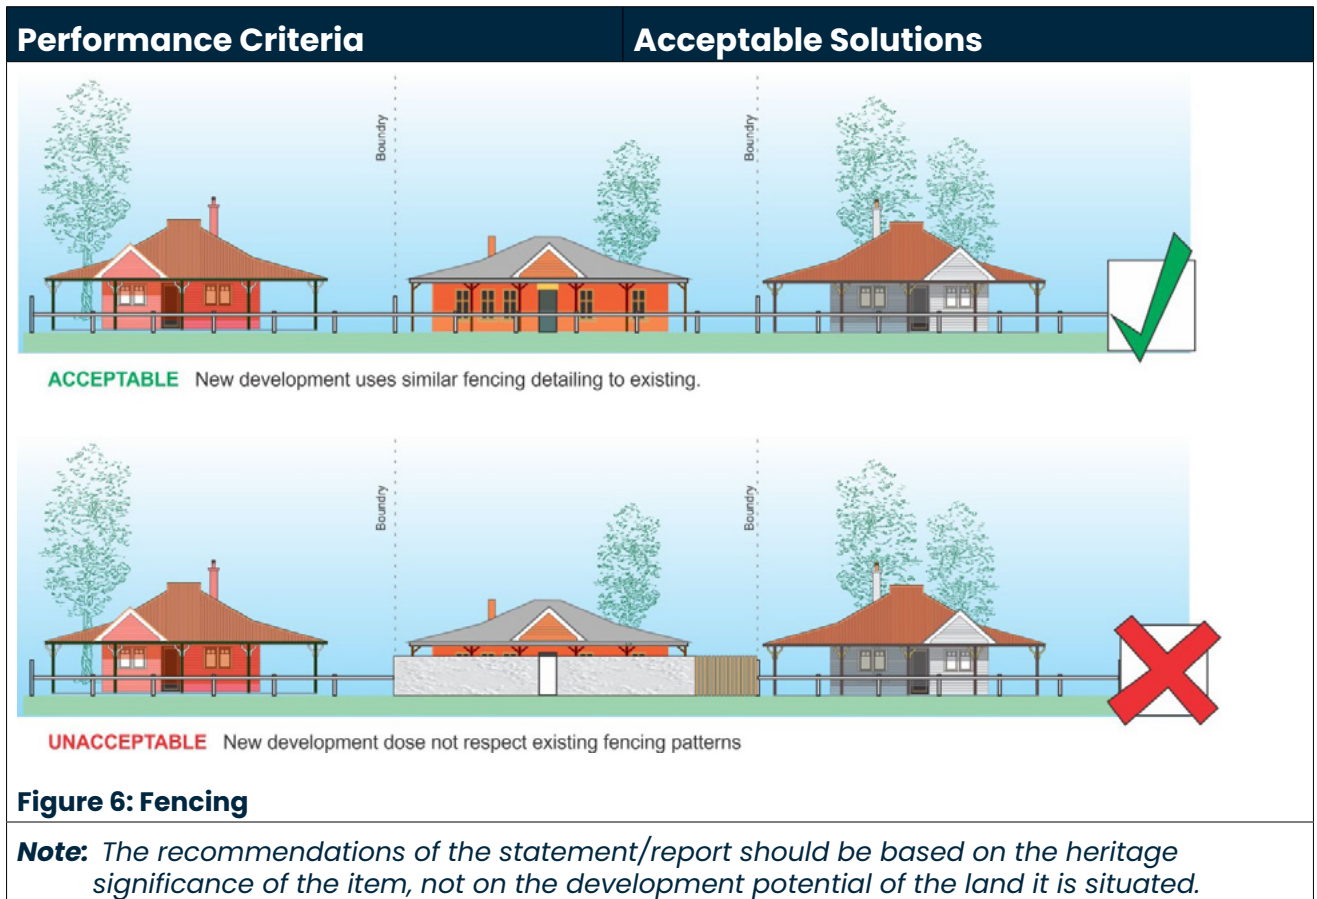 Performance Criteria
Acceptable Solutions
Boundry
Boundry
ACCEPTABLE New development uses similar fencing detailing to existing.
Boundry
Boundry
UNACCEPTABLE New development dose not respect existing fencing patterns
Figure 6: Fencing
Note: The recommendations of the statement/report should be based on the heritage
significance of the item, not on the development potential of the land it is situated.